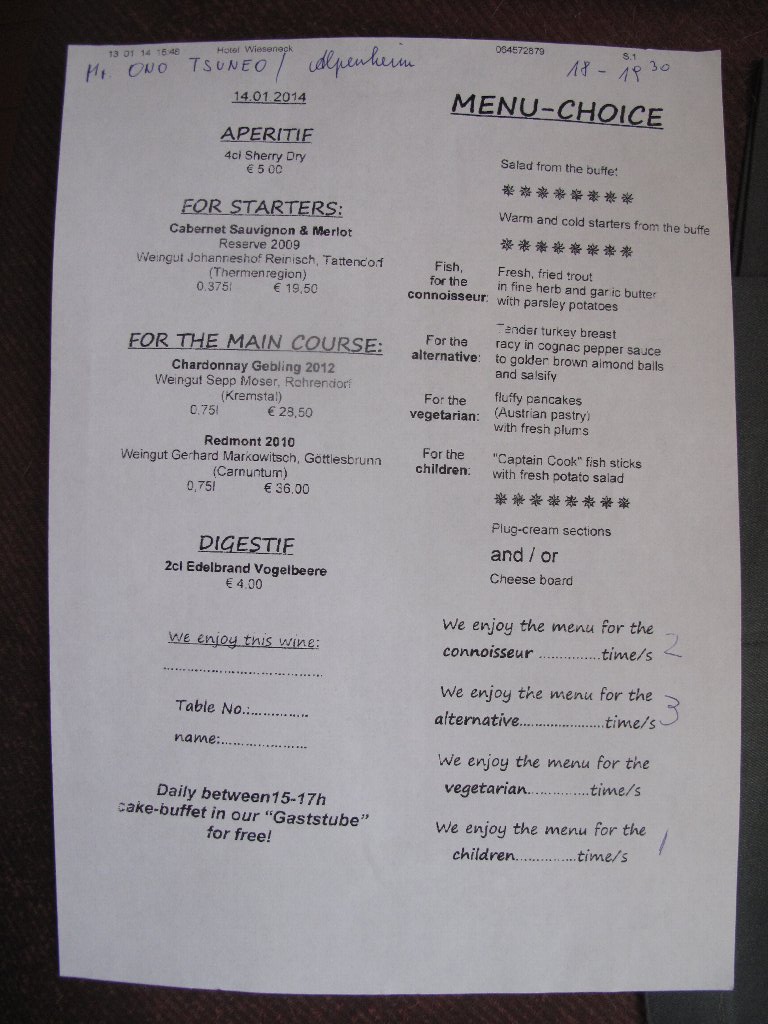 13 01 14 15:48 Hotel Wieseneck 064572879 S.1
Mr. ONO TSUNEO / Alpenheim 18 - 19 30
14.01.2014
APERITIF
4cl Sherry Dry
€ 5.00
FOR STARTERS:
Cabernet Sauvignon & Merlot
Reserve 2009
Weingut Johanneshof Reinisch, Tattendorf
(Thermenregion)
0,375l € 19,50
FOR THE MAIN COURSE:
Chardonnay Gebling 2012
Weingut Sepp Moser, Rohrendorf
(Kremstal)
0,75l € 28,50
Redmont 2010
Weingut Gerhard Markowitsch, Göttlesbrunn
(Carnuntum)
0,75l € 36.00
DIGESTIF
2cl Edelbrand Vogelbeere
€ 4.00
We enjoy this wine:
................................
Table No.:..............
name:.....................
Daily between15-17h
cake-buffet in our "Gaststube"
for free!
MENU-CHOICE
Salad from the buffet
Warm and cold starters from the buffe
Fish,
for the
connoisseur:
Fresh, fried trout
in fine herb and garlic butter
with parsley potatoes
For the
alternative:
Tender turkey breast
racy in cognac pepper sauce
to golden brown almond balls
and salsify
For the
vegetarian:
fluffy pancakes
(Austrian pastry)
with fresh plums
For the
children:
"Captain Cook" fish sticks
with fresh potato salad
Plug-cream sections
and / or
Cheese board
We enjoy the menu for the
connoisseur ...............time/s 2
We enjoy the menu for the
alternative.....................time/s 3
We enjoy the menu for the
vegetarian...............time/s
We enjoy the menu for the
children...............time/s 1